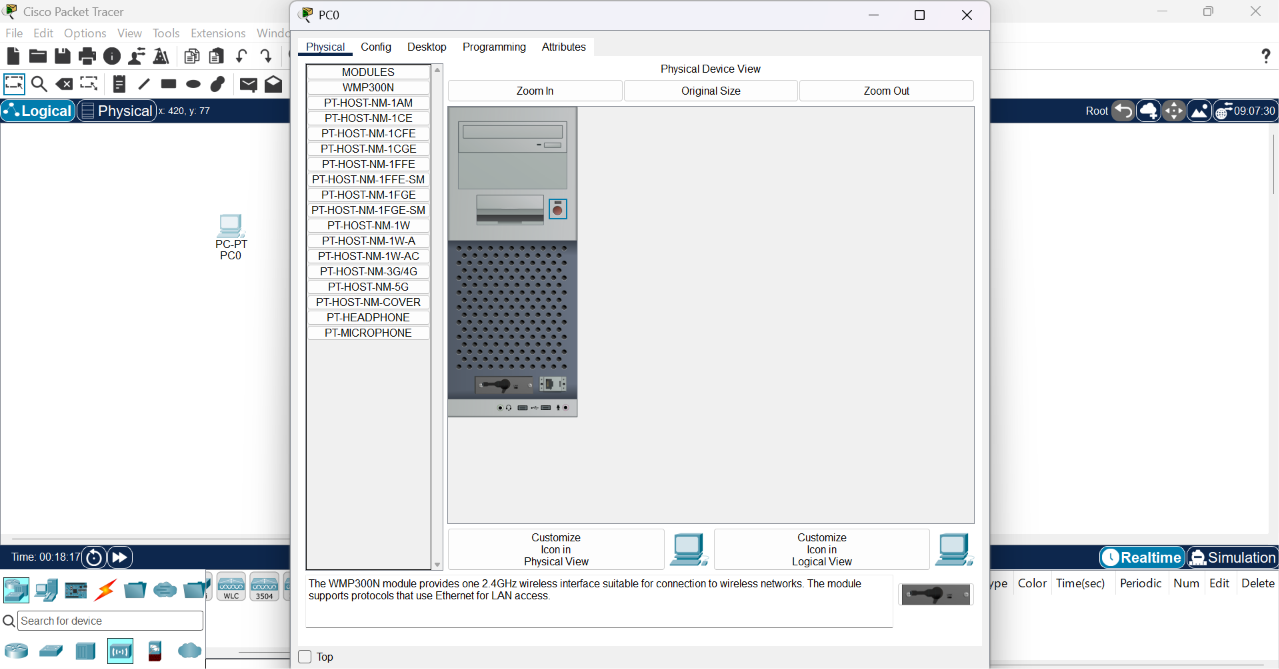 Cisco Packet Tracer
File Edit Options View Tools Extensions Windo
Logical
Physical
x: 420, y: 77
Root
09:07:30
PC-PT
PC0
PC0
Physical Config Desktop Programming Attributes
MODULES
WMP300N
PT-HOST-NM-1AM
PT-HOST-NM-1CE
PT-HOST-NM-1CFE
PT-HOST-NM-1CGE
PT-HOST-NM-1FFE
PT-HOST-NM-1FFE-SM
PT-HOST-NM-1FGE
PT-HOST-NM-1FGE-SM
PT-HOST-NM-1W
PT-HOST-NM-1W-A
PT-HOST-NM-1W-AC
PT-HOST-NM-3G/4G
PT-HOST-NM-5G
PT-HOST-NM-COVER
PT-HEADPHONE
PT-MICROPHONE
Physical Device View
Zoom In
Original Size
Zoom Out
Customize
Icon in
Physical View
Customize
Icon in
Logical View
The WMP300N module provides one 2.4GHz wireless interface suitable for connection to wireless networks. The module
supports protocols that use Ethernet for LAN access.
Top
Time: 00:18:17
Realtime
Simulation
ype Color Time(sec) Periodic Num Edit Delete
WLC
3504
Search for device